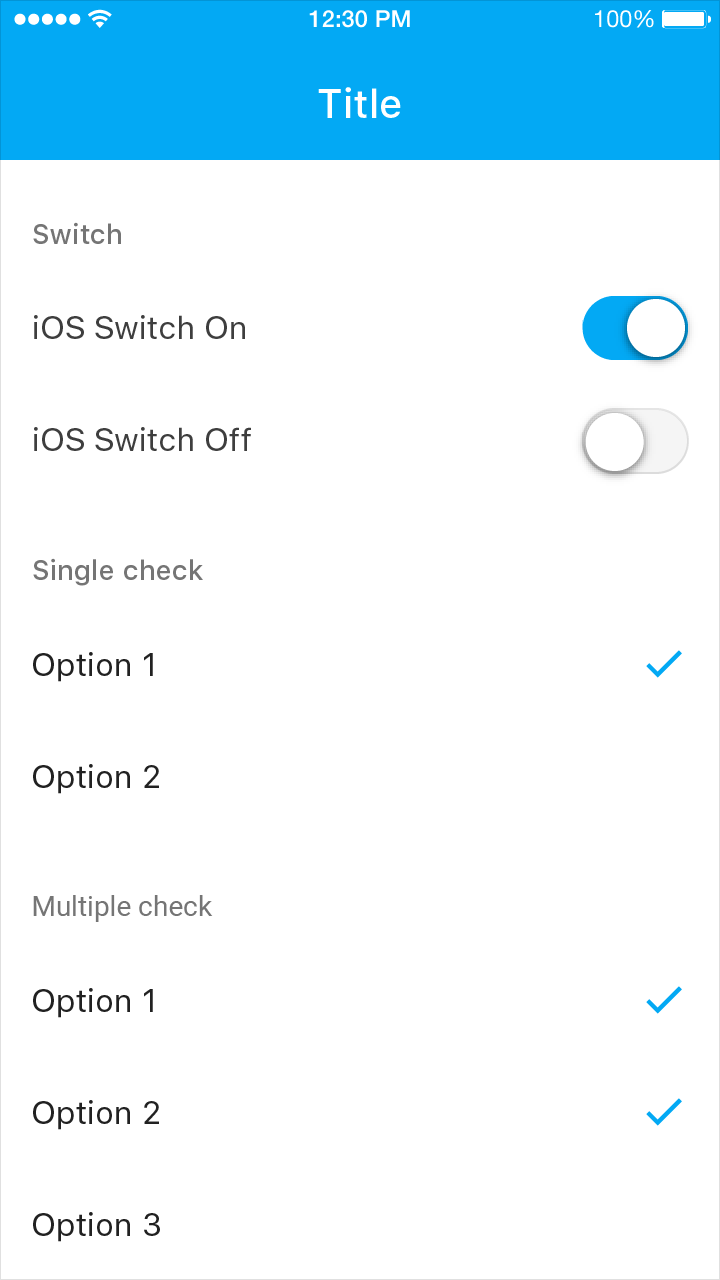 12:30 PM 100%
Title
Switch
iOS Switch On
iOS Switch Off
Single check
Option 1
Option 2
Multiple check
Option 1
Option 2
Option 3